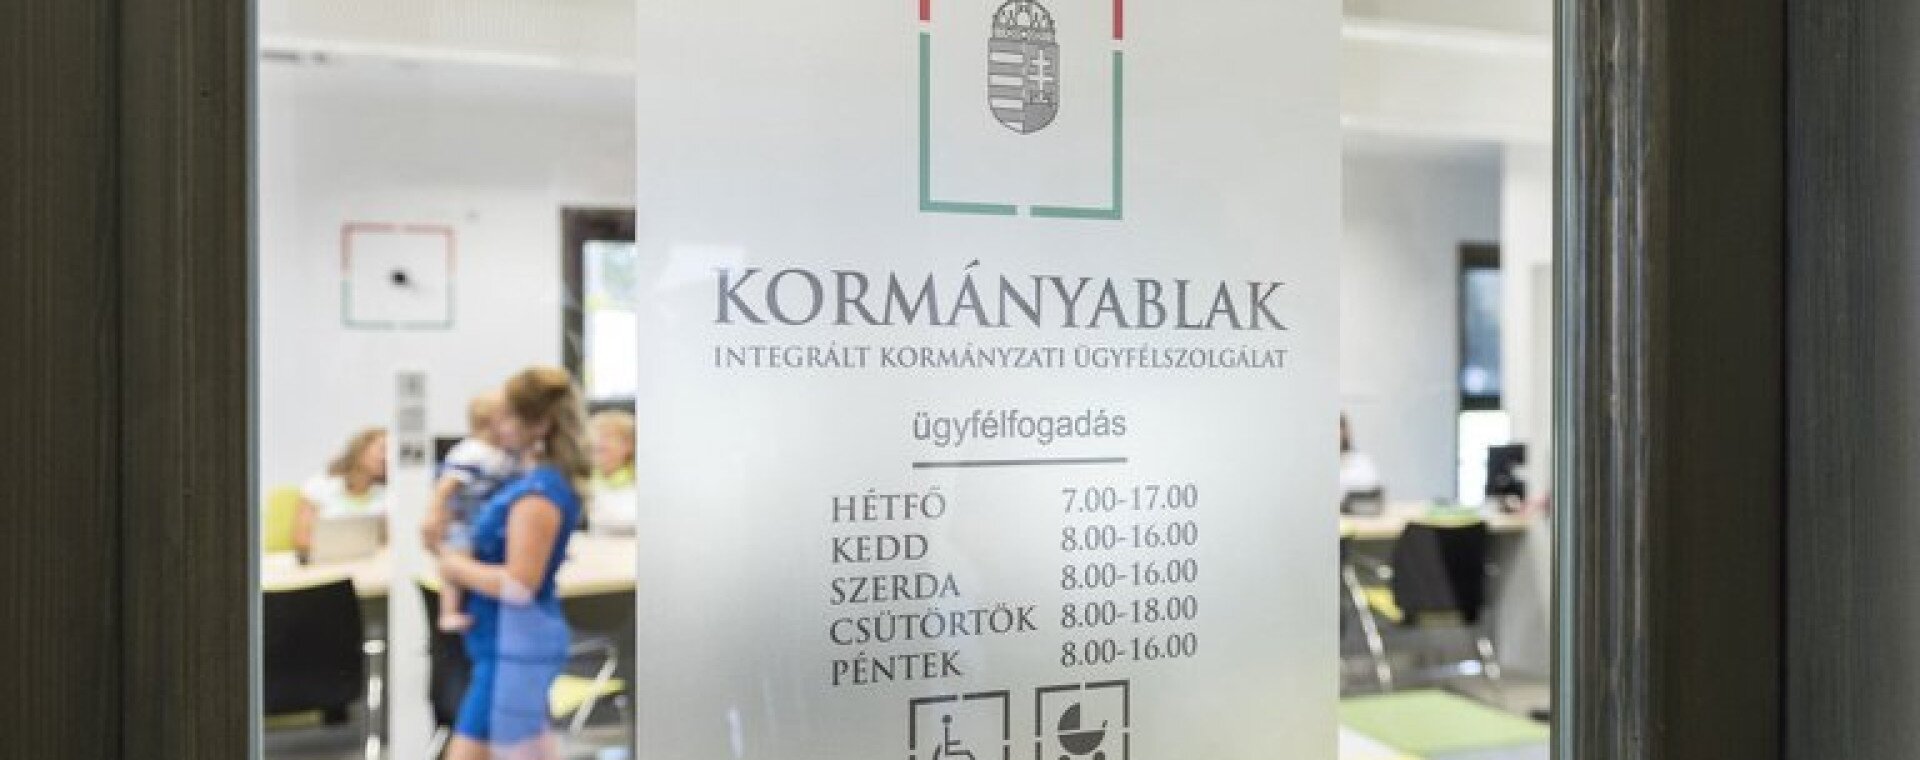 KORMÁNYABLAK
INTEGRÁLT KORMÁNYZATI ÜGYFÉLSZOLGÁLAT
ügyfélfogadás
HÉTFŐ 7.00-17.00
KEDD 8.00-16.00
SZERDA 8.00-16.00
CSÜTÖRTÖK 8.00-18.00
PÉNTEK 8.00-16.00